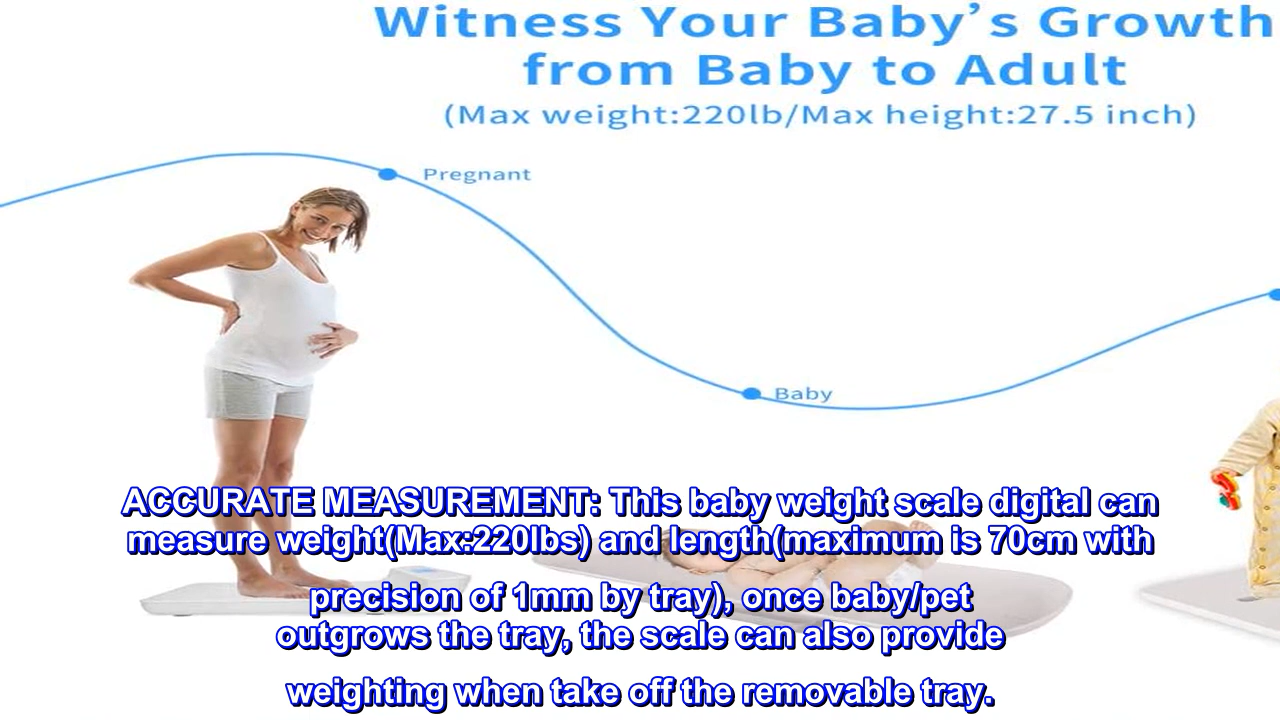 Witness Your Baby’s Growth
from Baby to Adult
(Max weight:220lb/Max height:27.5 inch)
Pregnant
Baby
ACCURATE MEASUREMENT: This baby weight scale digital can
measure weight(Max:220lbs) and length(maximum is 70cm with
precision of 1mm by tray), once baby/pet
outgrows the tray, the scale can also provide
weighting when take off the removable tray.